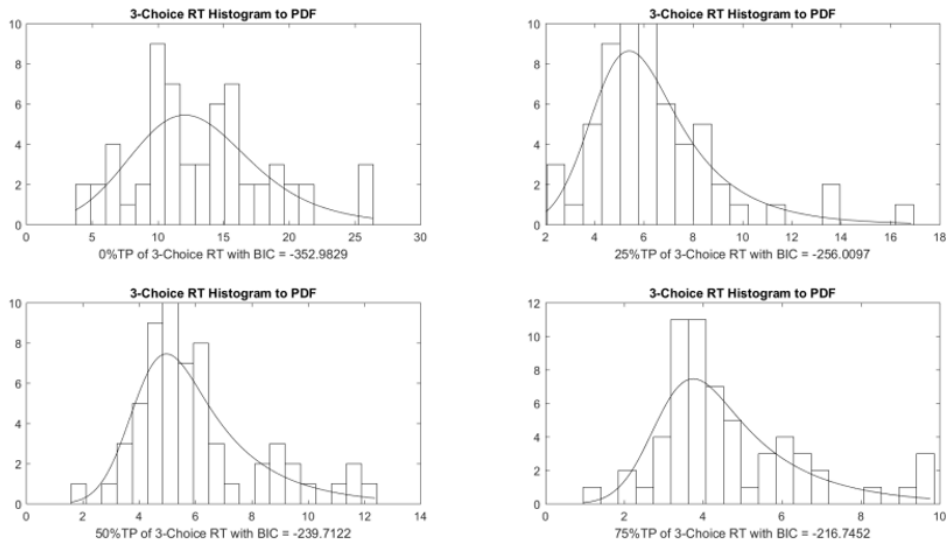 3-Choice RT Histogram to PDF
10
8
6
4
2
0
0 5 10 15 20 25 30
0%TP of 3-Choice RT with BIC = -352.9829
3-Choice RT Histogram to PDF
10
8
6
4
2
0
2 4 6 8 10 12 14 16 18
25%TP of 3-Choice RT with BIC = -256.0097
3-Choice RT Histogram to PDF
10
8
6
4
2
0
0 2 4 6 8 10 12 14
50%TP of 3-Choice RT with BIC = -239.7122
3-Choice RT Histogram to PDF
12
10
8
6
4
2
0
0 2 4 6 8 10
75%TP of 3-Choice RT with BIC = -216.7452